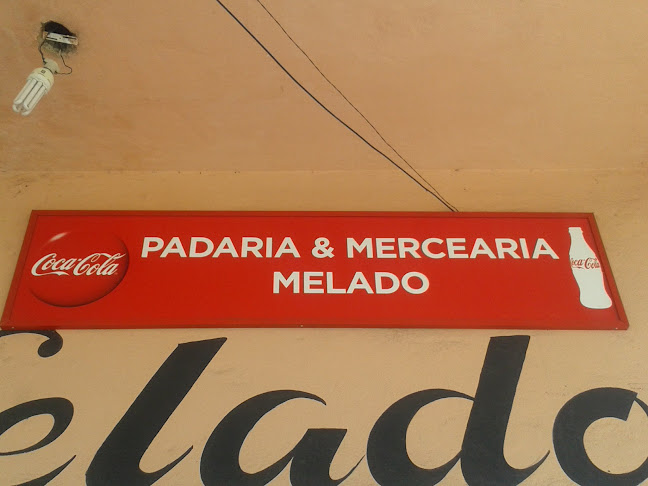 Coca-Cola
PADARIA & MERCEARIA
MELADO
Coca-Cola
elado